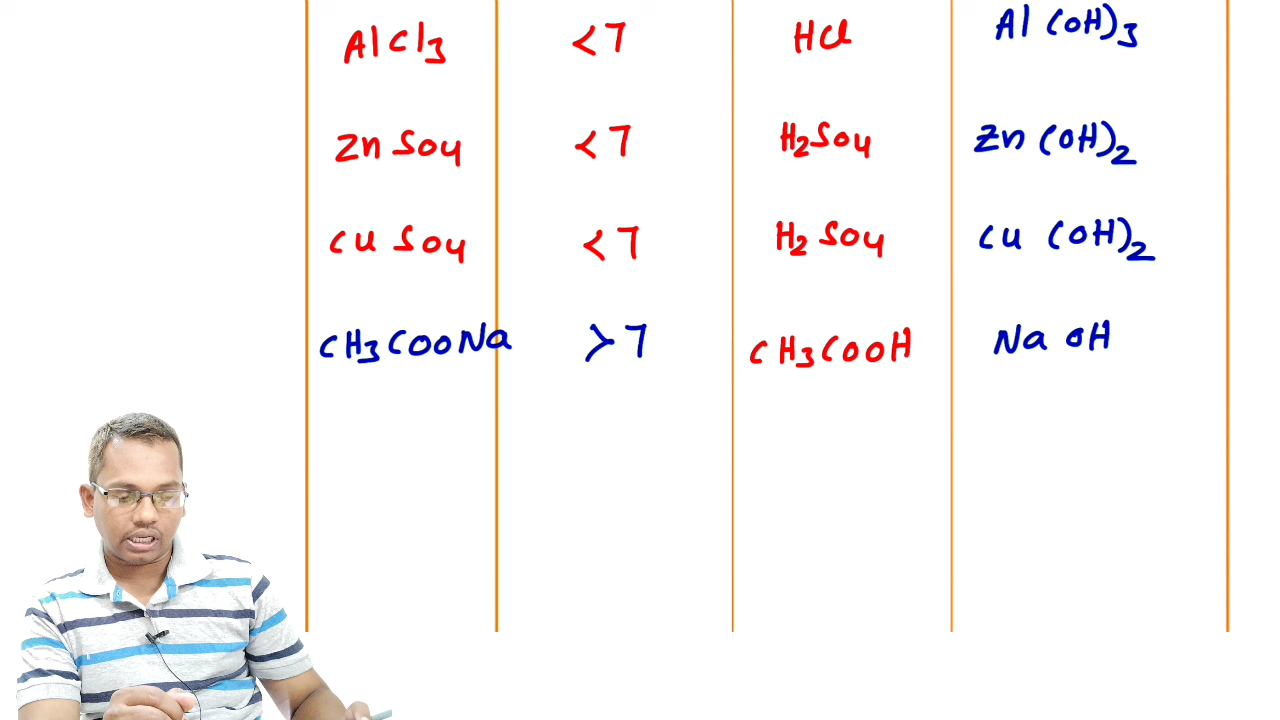 AlCl3 <7 HCl Al(OH)3
ZnSO4 <7 H2SO4 Zn(OH)2
CuSO4 <7 H2SO4 Cu(OH)2
CH3COONa >7 CH3COOH NaOH